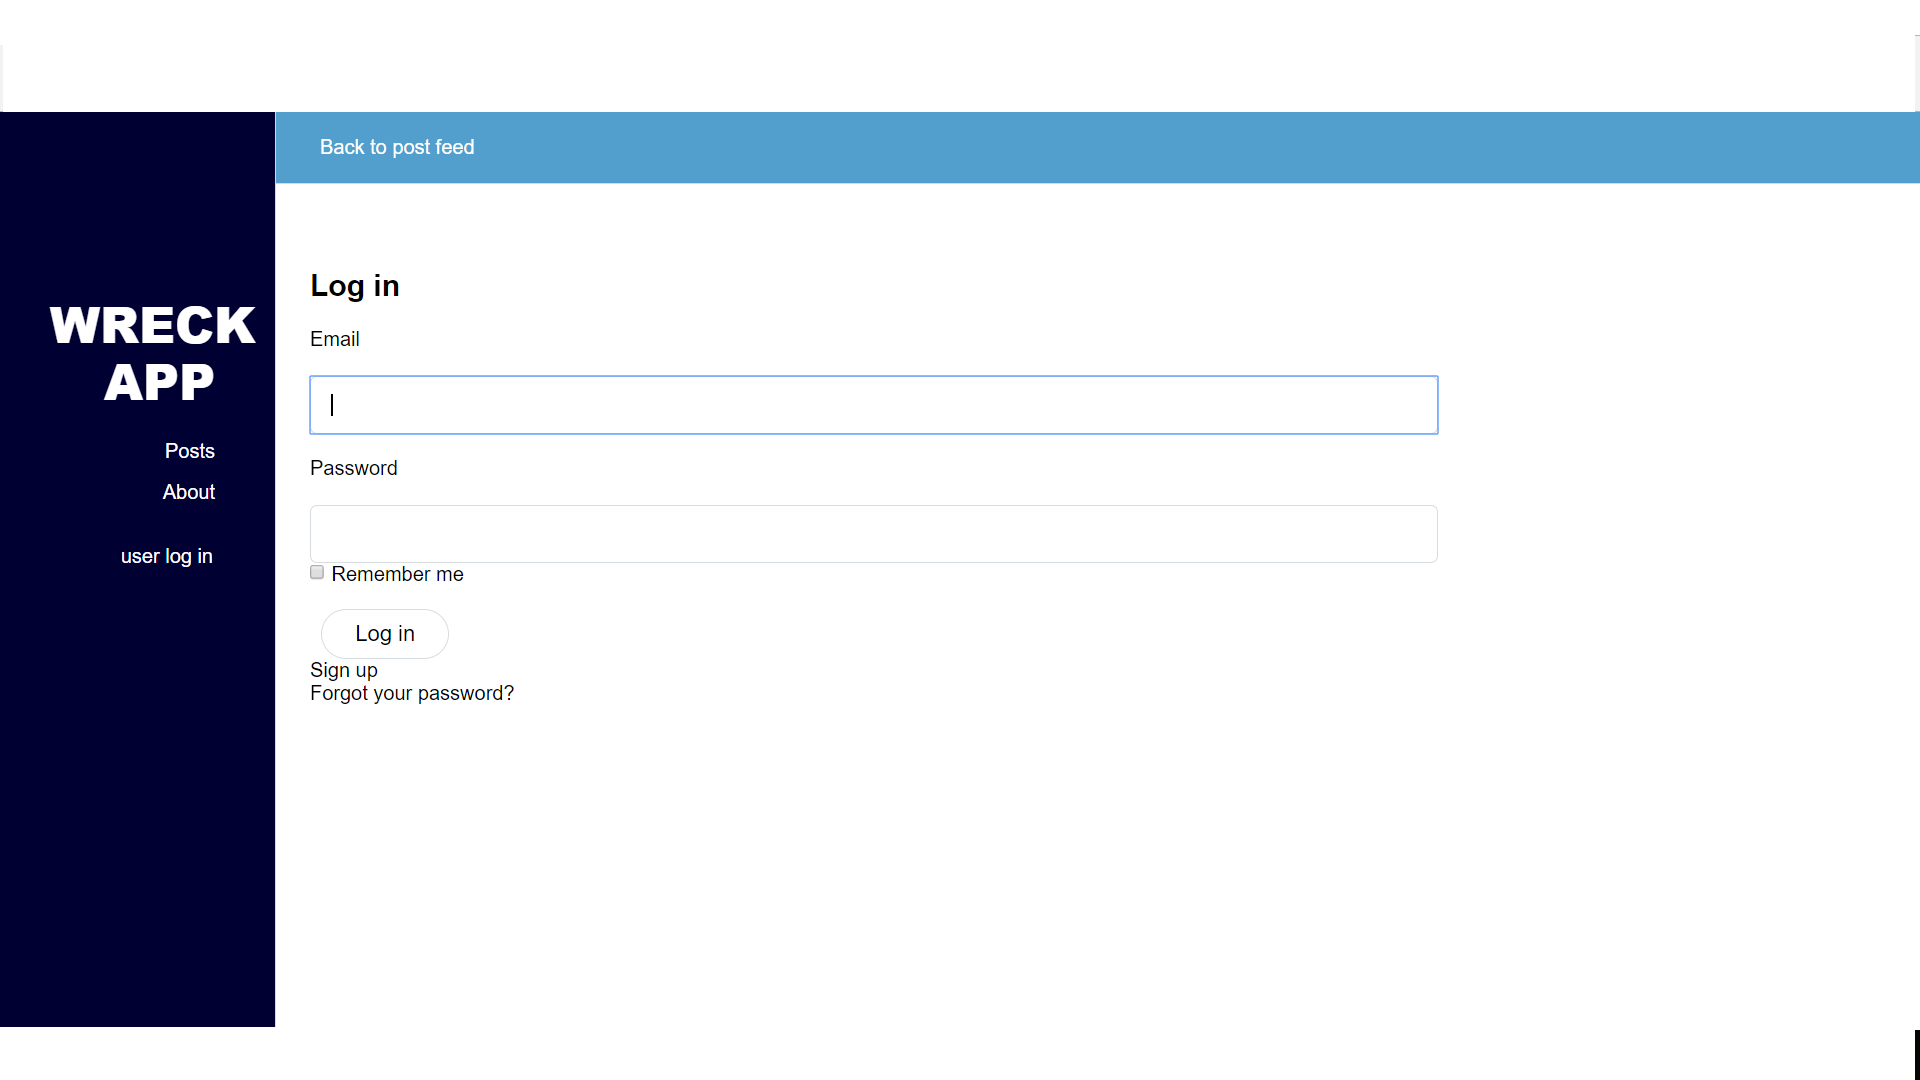 Back to post feed
WRECK
APP
Posts
About
user log in
Log in
Email
Password
Remember me
Log in
Sign up
Forgot your password?